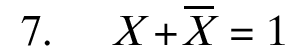 7. X + X̅ = 1